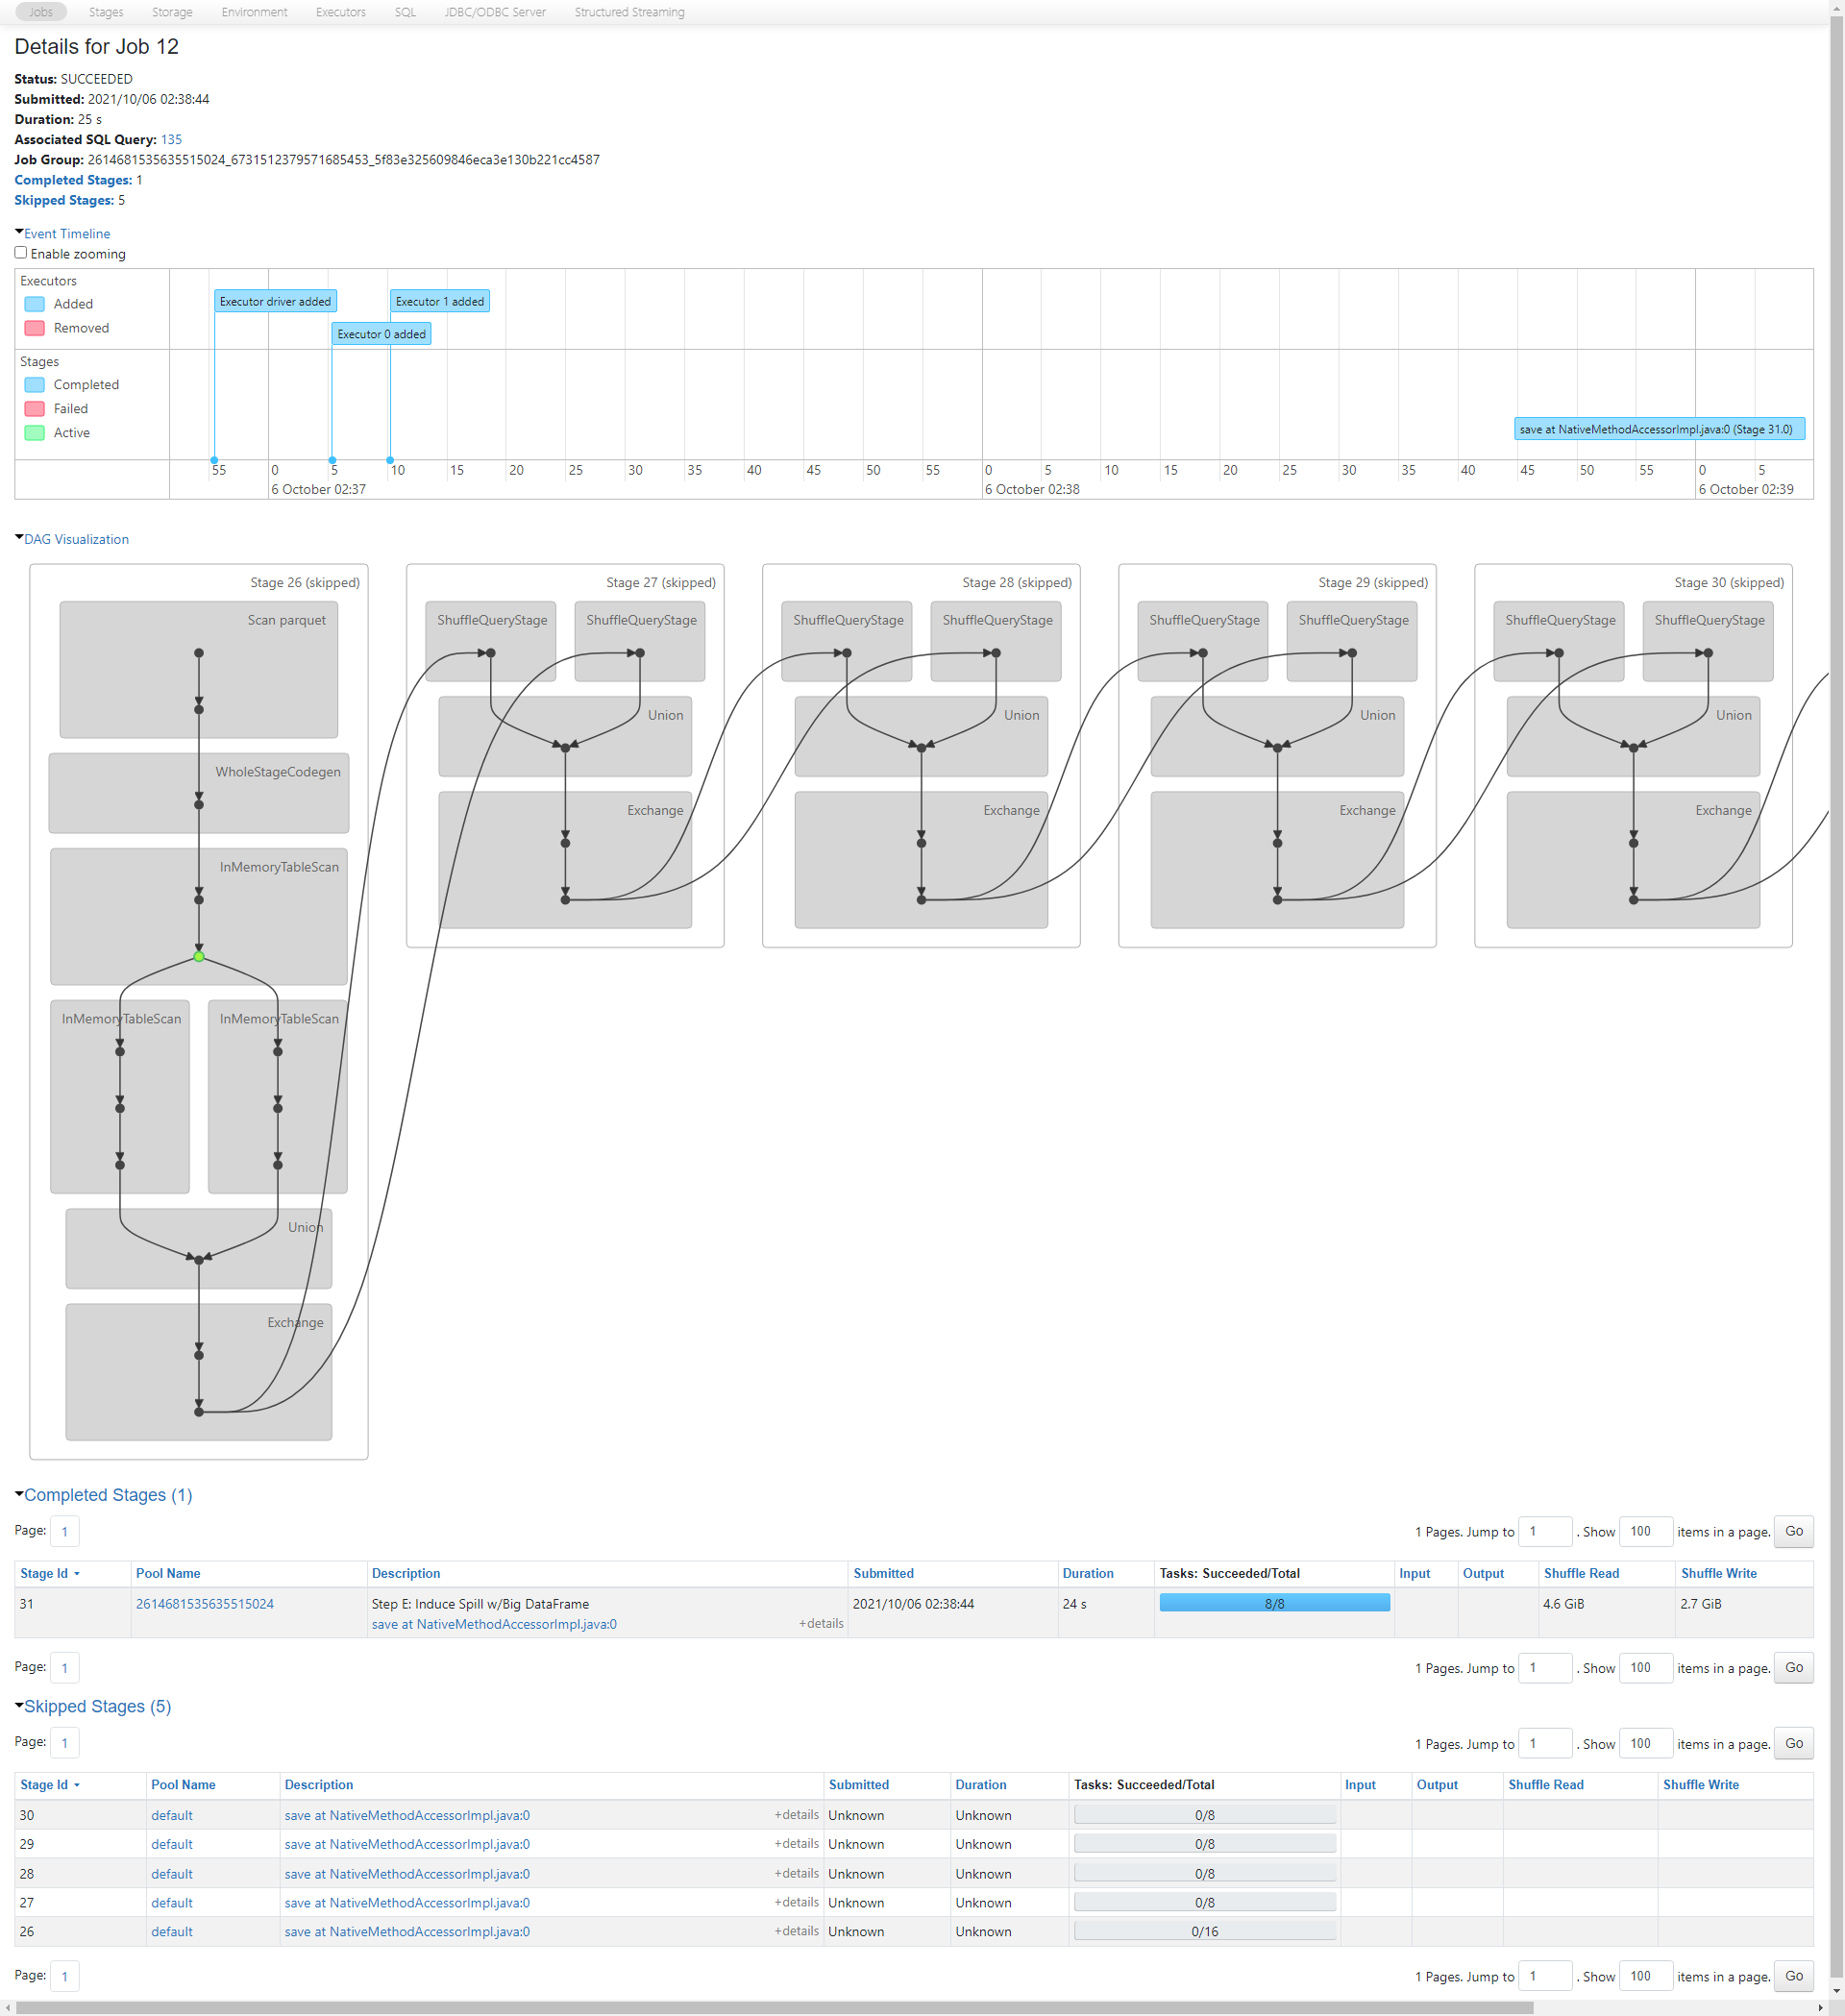 Jobs Stages Storage Environment Executors SQL JDBC/ODBC Server Structured Streaming
Details for Job 12
Status: SUCCEEDED
Submitted: 2021/10/06 02:38:44
Duration: 25 s
Associated SQL Query: 135
Job Group: 2614681535635515024_6731512379571685453_5f83e325609846eca3e130b221cc4587
Completed Stages: 1
Skipped Stages: 5
Event Timeline
Enable zooming
Executors
Added
Removed
Executor driver added
Executor 1 added
Executor 0 added
Stages
Completed
Failed
Active
save at NativeMethodAccessorImpl.java:0 (Stage 31.0)
55 0 5 10 15 20 25 30 35 40 45 50 55 0 5 10 15 20 25 30 35 40 45 50 55 0 5
6 October 02:37 6 October 02:38 6 October 02:39
DAG Visualization
Stage 26 (skipped)
Scan parquet
WholeStageCodegen
InMemoryTableScan
InMemoryTableScan InMemoryTableScan
Union
Exchange
Stage 27 (skipped)
ShuffleQueryStage ShuffleQueryStage
Union
Exchange
Stage 28 (skipped)
ShuffleQueryStage ShuffleQueryStage
Union
Exchange
Stage 29 (skipped)
ShuffleQueryStage ShuffleQueryStage
Union
Exchange
Stage 30 (skipped)
ShuffleQueryStage ShuffleQueryStage
Union
Exchange
Completed Stages (1)
Page: 1 1 Pages. Jump to 1 . Show 100 items in a page. Go
Stage Id Pool Name Description Submitted Duration Tasks: Succeeded/Total Input Output Shuffle Read Shuffle Write
31 2614681535635515024 Step E: Induce Spill w/Big DataFrame 2021/10/06 02:38:44 24 s 8/8 4.6 GiB 2.7 GiB
save at NativeMethodAccessorImpl.java:0 +details
Page: 1 1 Pages. Jump to 1 . Show 100 items in a page. Go
Skipped Stages (5)
Page: 1 1 Pages. Jump to 1 . Show 100 items in a page. Go
Stage Id Pool Name Description Submitted Duration Tasks: Succeeded/Total Input Output Shuffle Read Shuffle Write
30 default save at NativeMethodAccessorImpl.java:0 +details Unknown Unknown 0/8
29 default save at NativeMethodAccessorImpl.java:0 +details Unknown Unknown 0/8
28 default save at NativeMethodAccessorImpl.java:0 +details Unknown Unknown 0/8
27 default save at NativeMethodAccessorImpl.java:0 +details Unknown Unknown 0/8
26 default save at NativeMethodAccessorImpl.java:0 +details Unknown Unknown 0/16
Page: 1 1 Pages. Jump to 1 . Show 100 items in a page. Go